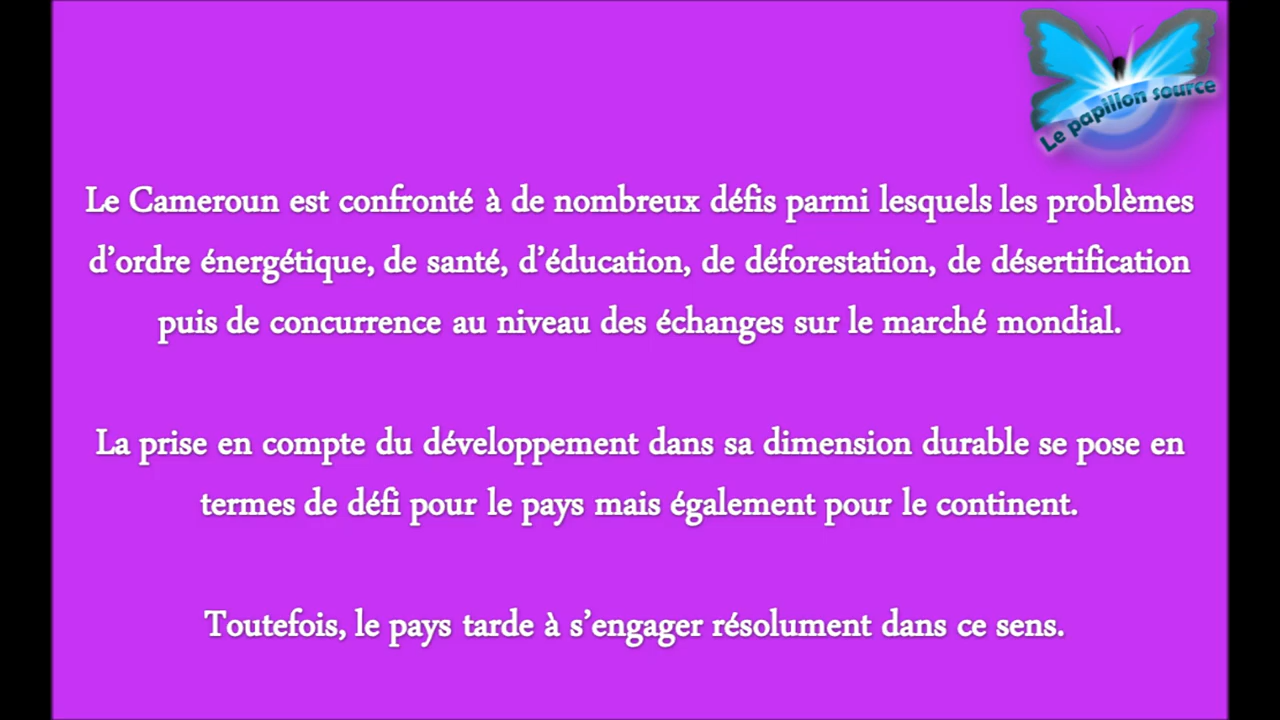 Le papillon source
Le Cameroun est confronté à de nombreux défis parmi lesquels les problèmes
d’ordre énergétique, de santé, d’éducation, de déforestation, de désertification
puis de concurrence au niveau des échanges sur le marché mondial.
La prise en compte du développement dans sa dimension durable se pose en
termes de défi pour le pays mais également pour le continent.
Toutefois, le pays tarde à s’engager résolument dans ce sens.